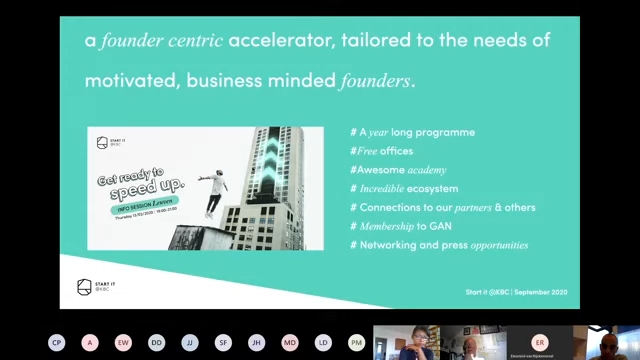 a founder centric accelerator, tailored to the needs of
motivated, business minded founders.
START IT
@KBC
Get ready to
speed up.
INFO SESSION Leuven
Thursday 13/02/2020 | 19:00-21:00
# A year long programme
#Free offices
#Awesome academy
# Incredible ecosystem
# Connections to our partners & others
# Membership to GAN
# Networking and press opportunities
START IT
@KBC
Start it @KBC | September 2020
CP
A
EW
DD
JJ
SF
JH
MD
LD
PM
ER